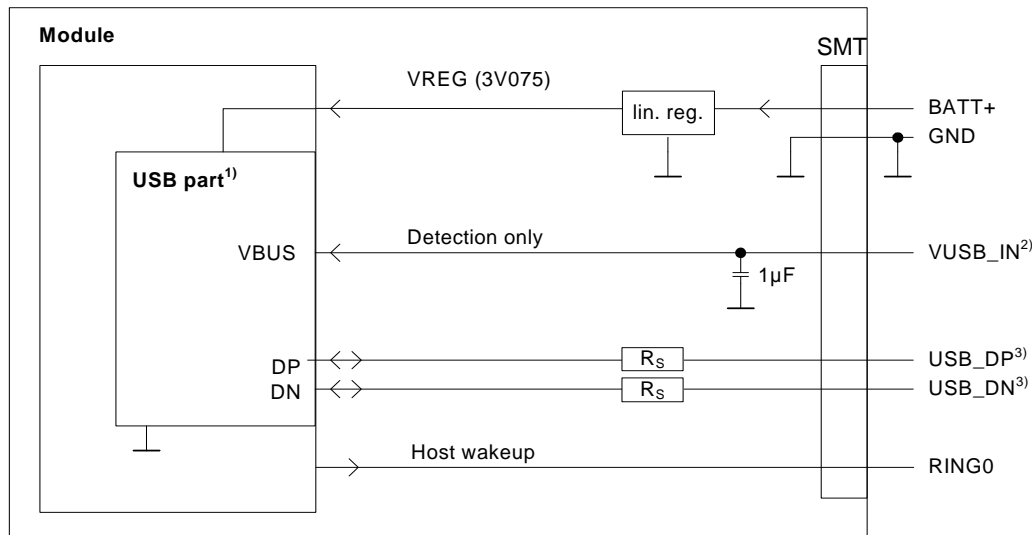 Module
SMT
VREG (3V075)
lin. reg.
BATT+
GND
USB part1)
VBUS
Detection only
VUSB_IN2)
1µF
DP
RS
USB_DP3)
DN
RS
USB_DN3)
Host wakeup
RING0